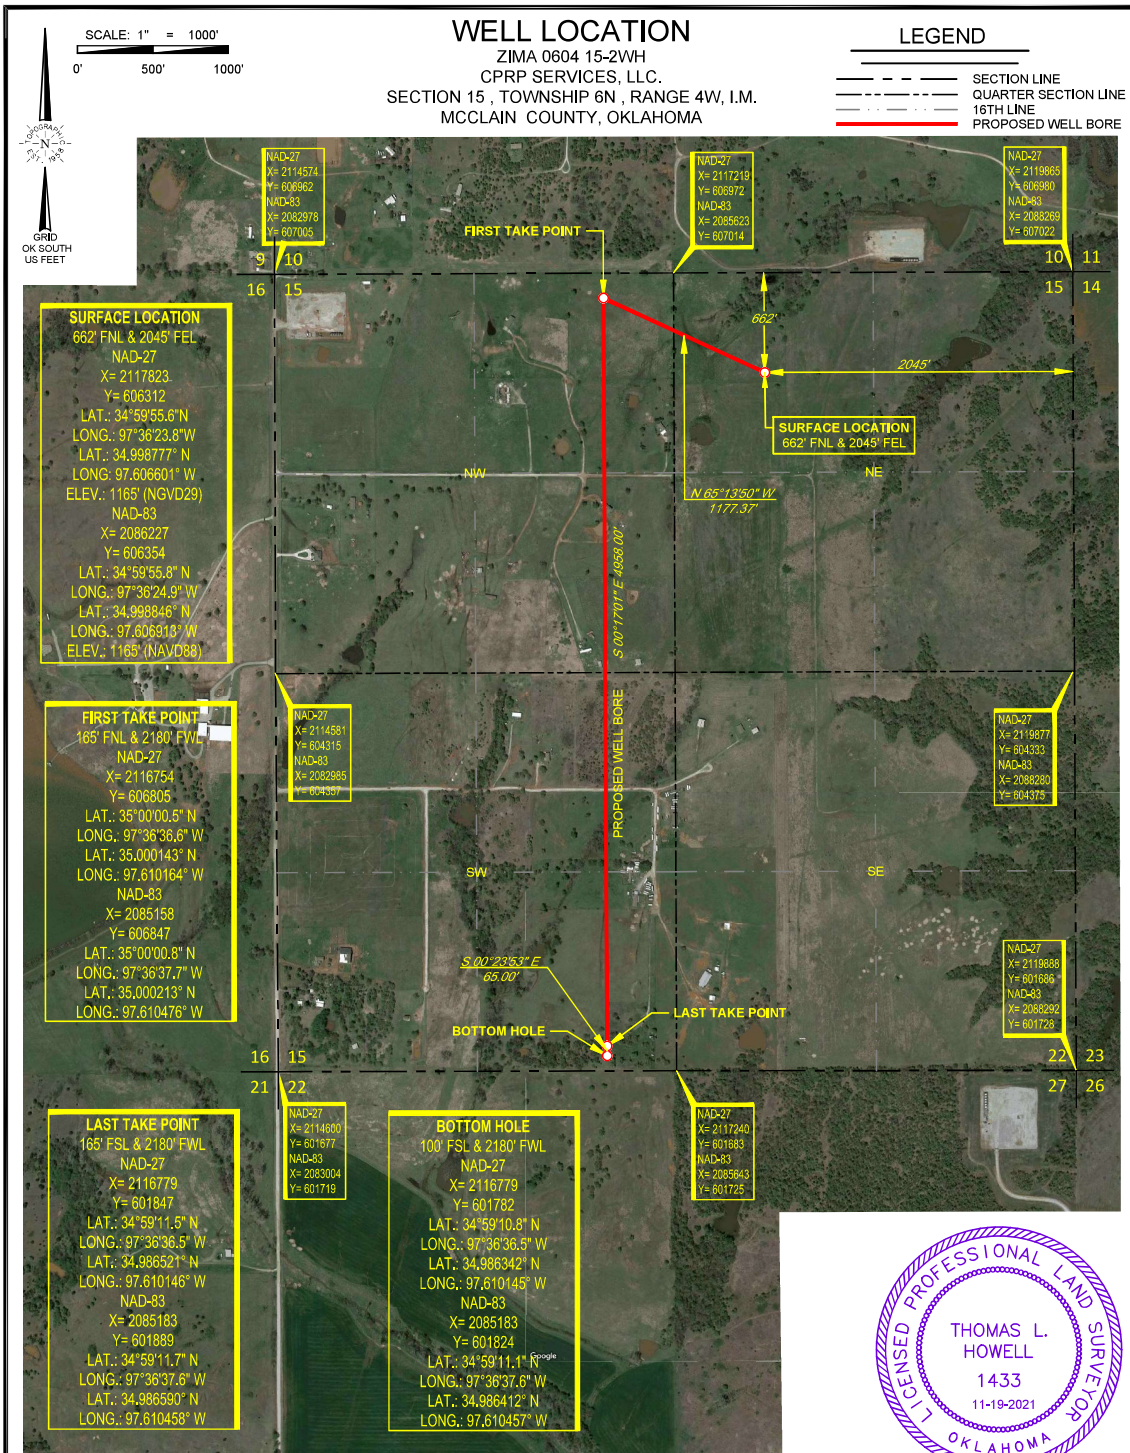 SCALE: 1" = 1000'
0' 500' 1000'
TOPOGRAPHIC
EST. 1958
N
GRID
OK SOUTH
US FEET
WELL LOCATION
ZIMA 0604 15-2WH
CPRP SERVICES, LLC.
SECTION 15 , TOWNSHIP 6N , RANGE 4W, I.M.
MCCLAIN COUNTY, OKLAHOMA
LEGEND
SECTION LINE
QUARTER SECTION LINE
16TH LINE
PROPOSED WELL BORE
NAD-27
X= 2114574
Y= 606962
NAD-83
X= 2082978
Y= 607005
NAD-27
X= 2117219
Y= 606972
NAD-83
X= 2085623
Y= 607014
NAD-27
X= 2119865
Y= 606980
NAD-83
X= 2088269
Y= 607022
FIRST TAKE POINT
9 10
16 15
10 11
15 14
SURFACE LOCATION
662' FNL & 2045' FEL
NAD-27
X= 2117823
Y= 606312
LAT.: 34°59'55.6"N
LONG.: 97°36'23.8"W
LAT.: 34.998777° N
LONG: 97.606601° W
ELEV.: 1165' (NGVD29)
NAD-83
X= 2086227
Y= 606354
LAT.: 34°59'55.8" N
LONG.: 97°36'24.9" W
LAT.: 34.998846° N
LONG.: 97.606913° W
ELEV.: 1165' (NAVD88)
662'
2045'
SURFACE LOCATION
662' FNL & 2045' FEL
NW
NE
N 65°13'50" W
1177.37'
S 00°17'01" E 4958.00'
PROPOSED WELL BORE
FIRST TAKE POINT
165' FNL & 2180' FWL
NAD-27
X= 2116754
Y= 606805
LAT.: 35°00'00.5" N
LONG.: 97°36'36.6" W
LAT.: 35.000143° N
LONG.: 97.610164° W
NAD-83
X= 2085158
Y= 606847
LAT.: 35°00'00.8" N
LONG.: 97°36'37.7" W
LAT.: 35.000213° N
LONG.: 97.610476° W
NAD-27
X= 2114581
Y= 604315
NAD-83
X= 2082985
Y= 604357
NAD-27
X= 2119877
Y= 604333
NAD-83
X= 2088280
Y= 604375
SW
SE
S 00°23'53" E
65.00'
BOTTOM HOLE
LAST TAKE POINT
NAD-27
X= 2119888
Y= 601686
NAD-83
X= 2088292
Y= 601728
16 15
21 22
22 23
27 26
LAST TAKE POINT
165' FSL & 2180' FWL
NAD-27
X= 2116779
Y= 601847
LAT.: 34°59'11.5" N
LONG.: 97°36'36.5" W
LAT.: 34.986521° N
LONG.: 97.610146° W
NAD-83
X= 2085183
Y= 601889
LAT.: 34°59'11.7" N
LONG.: 97°36'37.6" W
LAT.: 34.986590° N
LONG.: 97.610458° W
NAD-27
X= 2114600
Y= 601677
NAD-83
X= 2083004
Y= 601719
BOTTOM HOLE
100' FSL & 2180' FWL
NAD-27
X= 2116779
Y= 601782
LAT.: 34°59'10.8" N
LONG.: 97°36'36.5" W
LAT.: 34.986342° N
LONG.: 97.610145° W
NAD-83
X= 2085183
Y= 601824
LAT.: 34°59'11.1" N
LONG.: 97°36'37.6" W
LAT.: 34.986412° N
LONG.: 97.610457° W
Google
NAD-27
X= 2117240
Y= 601683
NAD-83
X= 2085643
Y= 601725
LICENSED PROFESSIONAL LAND SURVEYOR
THOMAS L.
HOWELL
1433
11-19-2021
OKLAHOMA